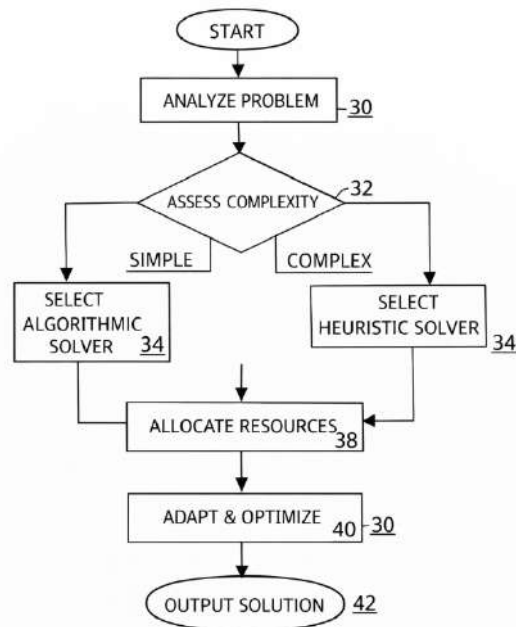 START
ANALYZE PROBLEM
30
32
ASSESS COMPLEXITY
SIMPLE
COMPLEX
SELECT
ALGORITHMIC
SOLVER
34
SELECT
HEURISTIC SOLVER
34
ALLOCATE RESOURCES
38
ADAPT & OPTIMIZE
40
30
OUTPUT SOLUTION
42